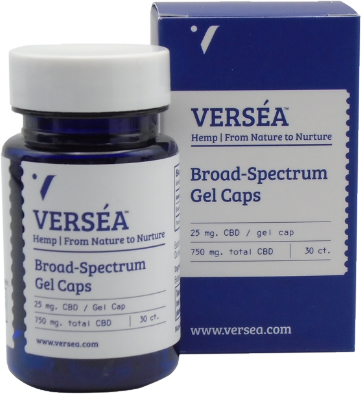 VERSÉA™
Hemp | From Nature to Nurture
Broad-Spectrum
Gel Caps
25 mg. CBD / Gel Cap
750 mg. total CBD | 30 ct.
www.versea.com
VERSÉA™
Hemp | From Nature to Nurture
Broad-Spectrum
Gel Caps
25 mg. CBD / gel cap
750 mg. total CBD | 30 ct.
www.versea.com